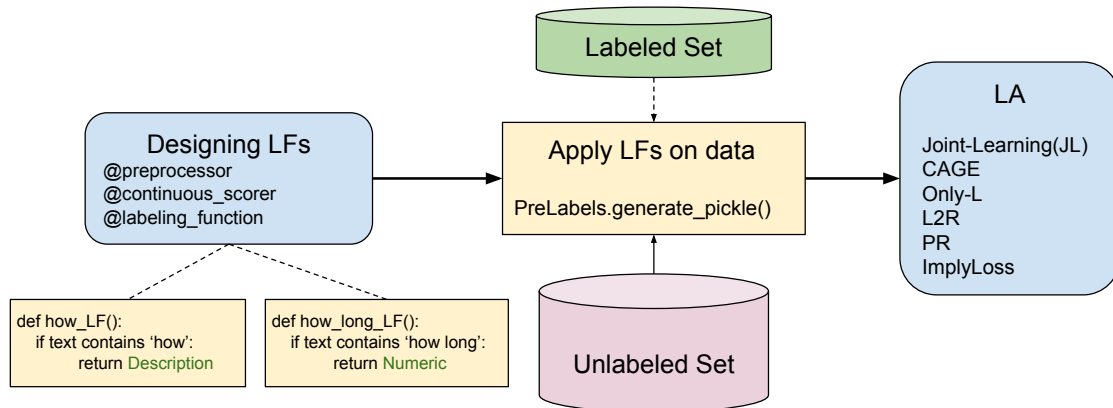 Labeled Set
Designing LFs
@preprocessor
@continuous_scorer
@labeling_function
Apply LFs on data
PreLabels.generate_pickle()
LA
Joint-Learning(JL)
CAGE
Only-L
L2R
PR
ImplyLoss
def how_LF():
if text contains ‘how’:
return Description
def how_long_LF():
if text contains ‘how long’:
return Numeric
Unlabeled Set